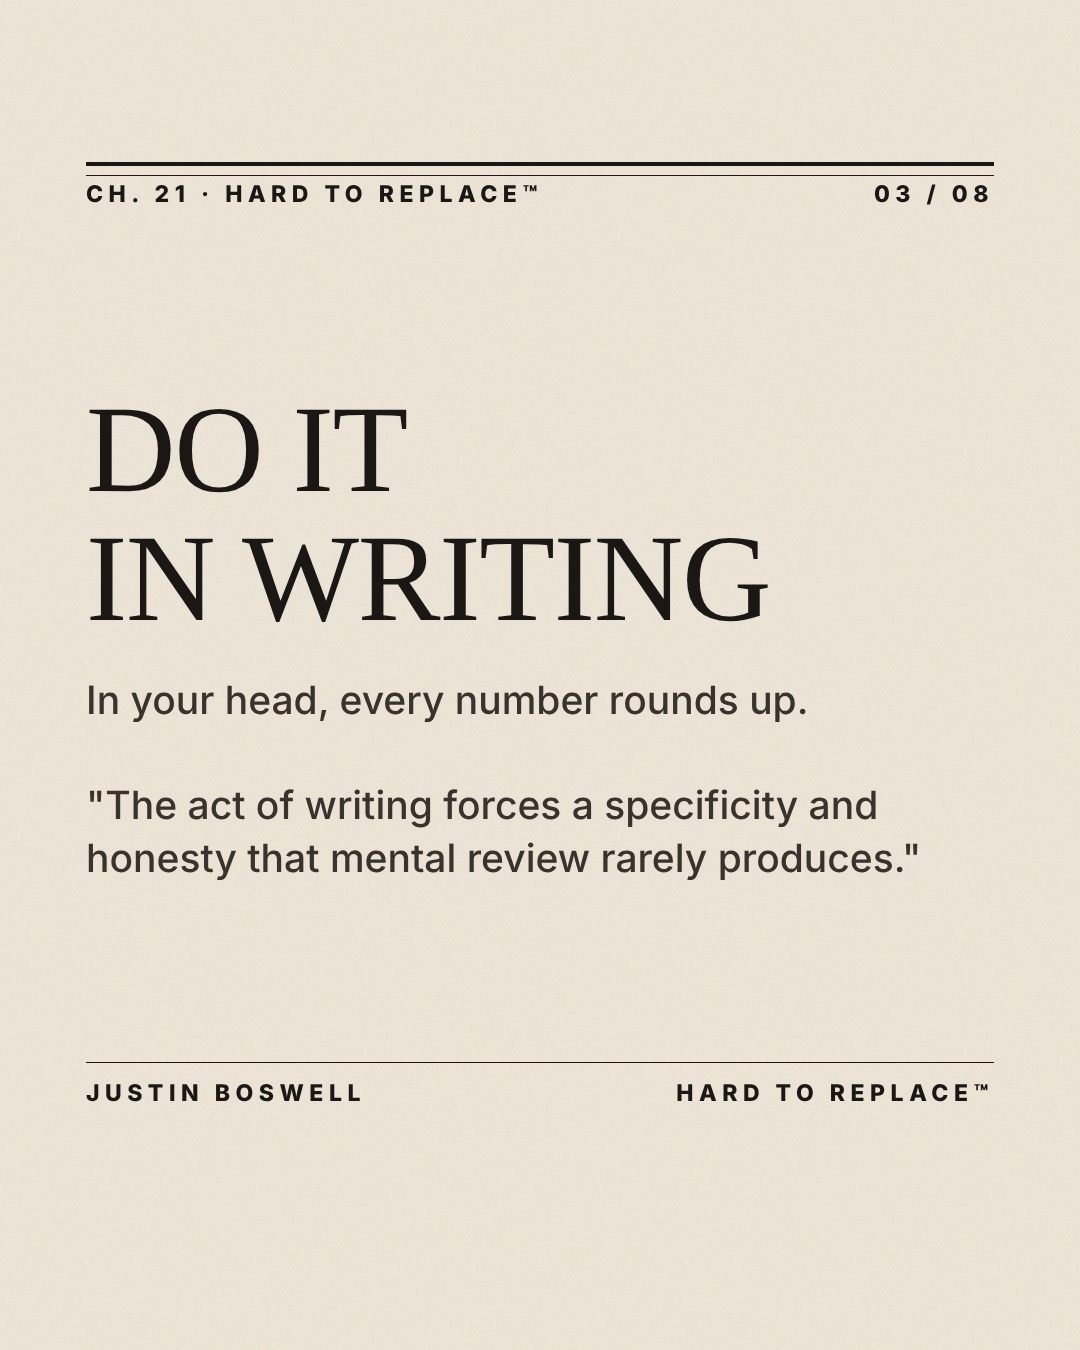 CH. 21 · HARD TO REPLACE™
03 / 08
DO IT
IN WRITING
In your head, every number rounds up.
"The act of writing forces a specificity and
honesty that mental review rarely produces."
JUSTIN BOSWELL
HARD TO REPLACE™